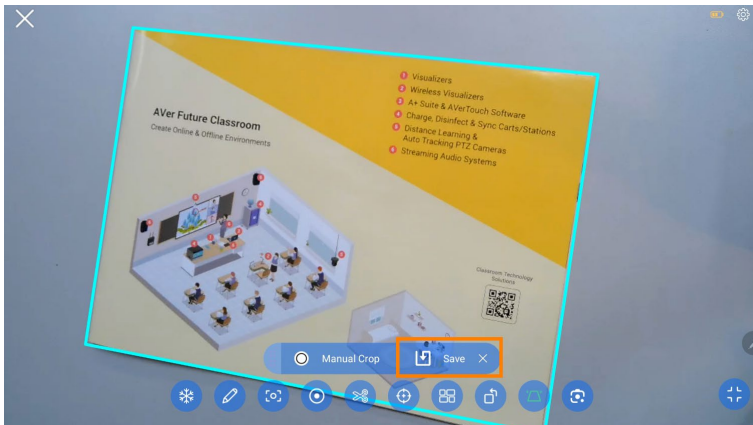 AVer Future Classroom
Create Online & Offline Environments
1 Visualizers
2 Wireless Visualizers
3 A+ Suite & AVerTouch Software
4 Charge, Disinfect & Sync Carts/Stations
5 Distance Learning &
Auto Tracking PTZ Cameras
6 Streaming Audio Systems
Classroom Technology
Solutions
Manual Crop
Save